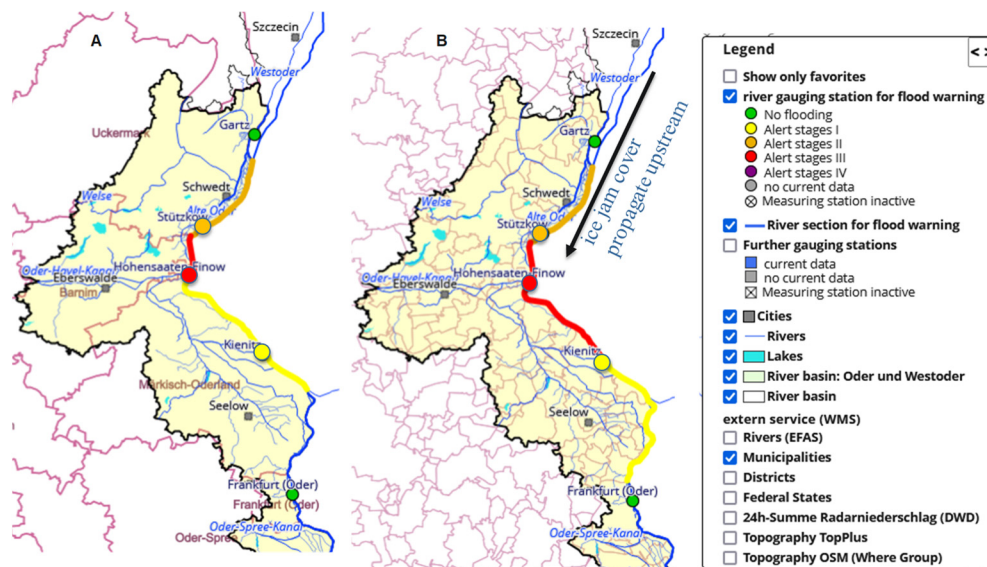 A
Szczecin
Westoder
Gartz
Uckermark
Schwedt
Welse
Alte Oder
Stützkow
Hohensaaten-Finow
Oder-Havel-Kanal
Eberswalde
Barnim
Kienitz
Märkisch-Oderland
Seelow
Frankfurt (Oder)
Frankfurt (Oder)
Oder-Spree-Kanal
Oder-Spree
B
Szczecin
Westoder
Gartz
ice jam cover
propagate upstream
Schwedt
Welse
Alte Oder
Stützkow
Hohensaaten-Finow
Oder-Havel-Kanal
Eberswalde
Kienitz
Seelow
Frankfurt (Oder)
Oder-Spree-Kanal
Legend
< >
Show only favorites
river gauging station for flood warning
No flooding
Alert stages I
Alert stages II
Alert stages III
Alert stages IV
no current data
Measuring station inactive
River section for flood warning
Further gauging stations
current data
no current data
Measuring station inactive
Cities
Rivers
Lakes
River basin: Oder und Westoder
River basin
extern service (WMS)
Rivers (EFAS)
Municipalities
Districts
Federal States
24h-Summe Radarniederschlag (DWD)
Topography TopPlus
Topography OSM (Where Group)